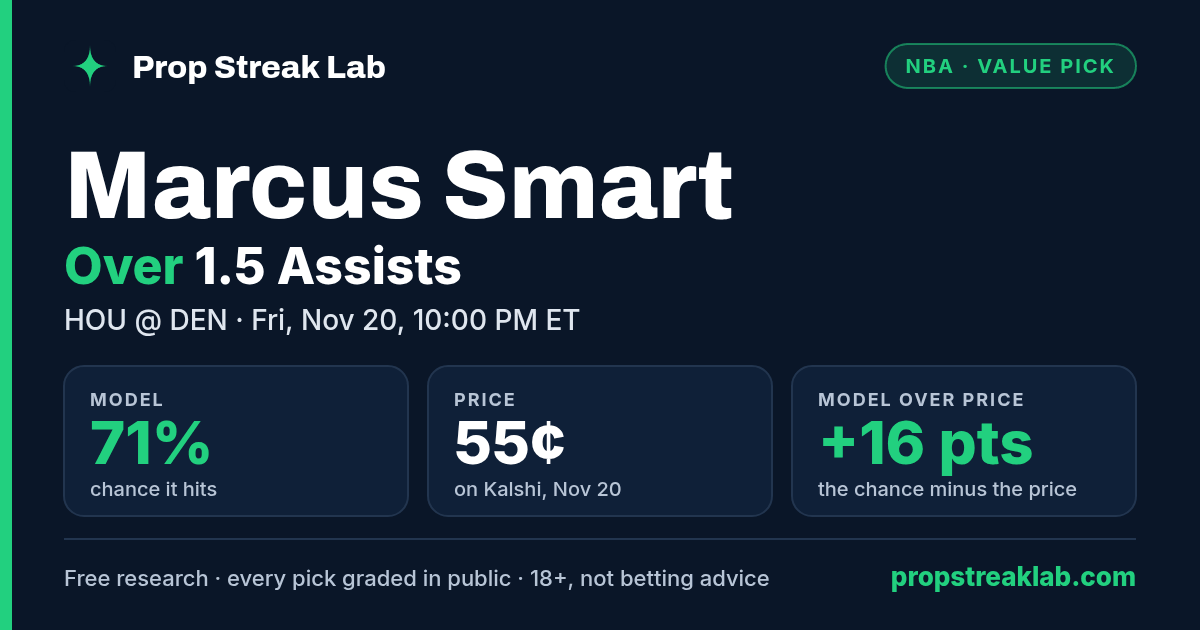 Prop Streak Lab
NBA · VALUE PICK
Marcus Smart
Over 1.5 Assists
HOU @ DEN · Fri, Nov 20, 10:00 PM ET
MODEL
71%
chance it hits
PRICE
55¢
on Kalshi, Nov 20
MODEL OVER PRICE
+16 pts
the chance minus the price
Free research · every pick graded in public · 18+, not betting advice
propstreaklab.com